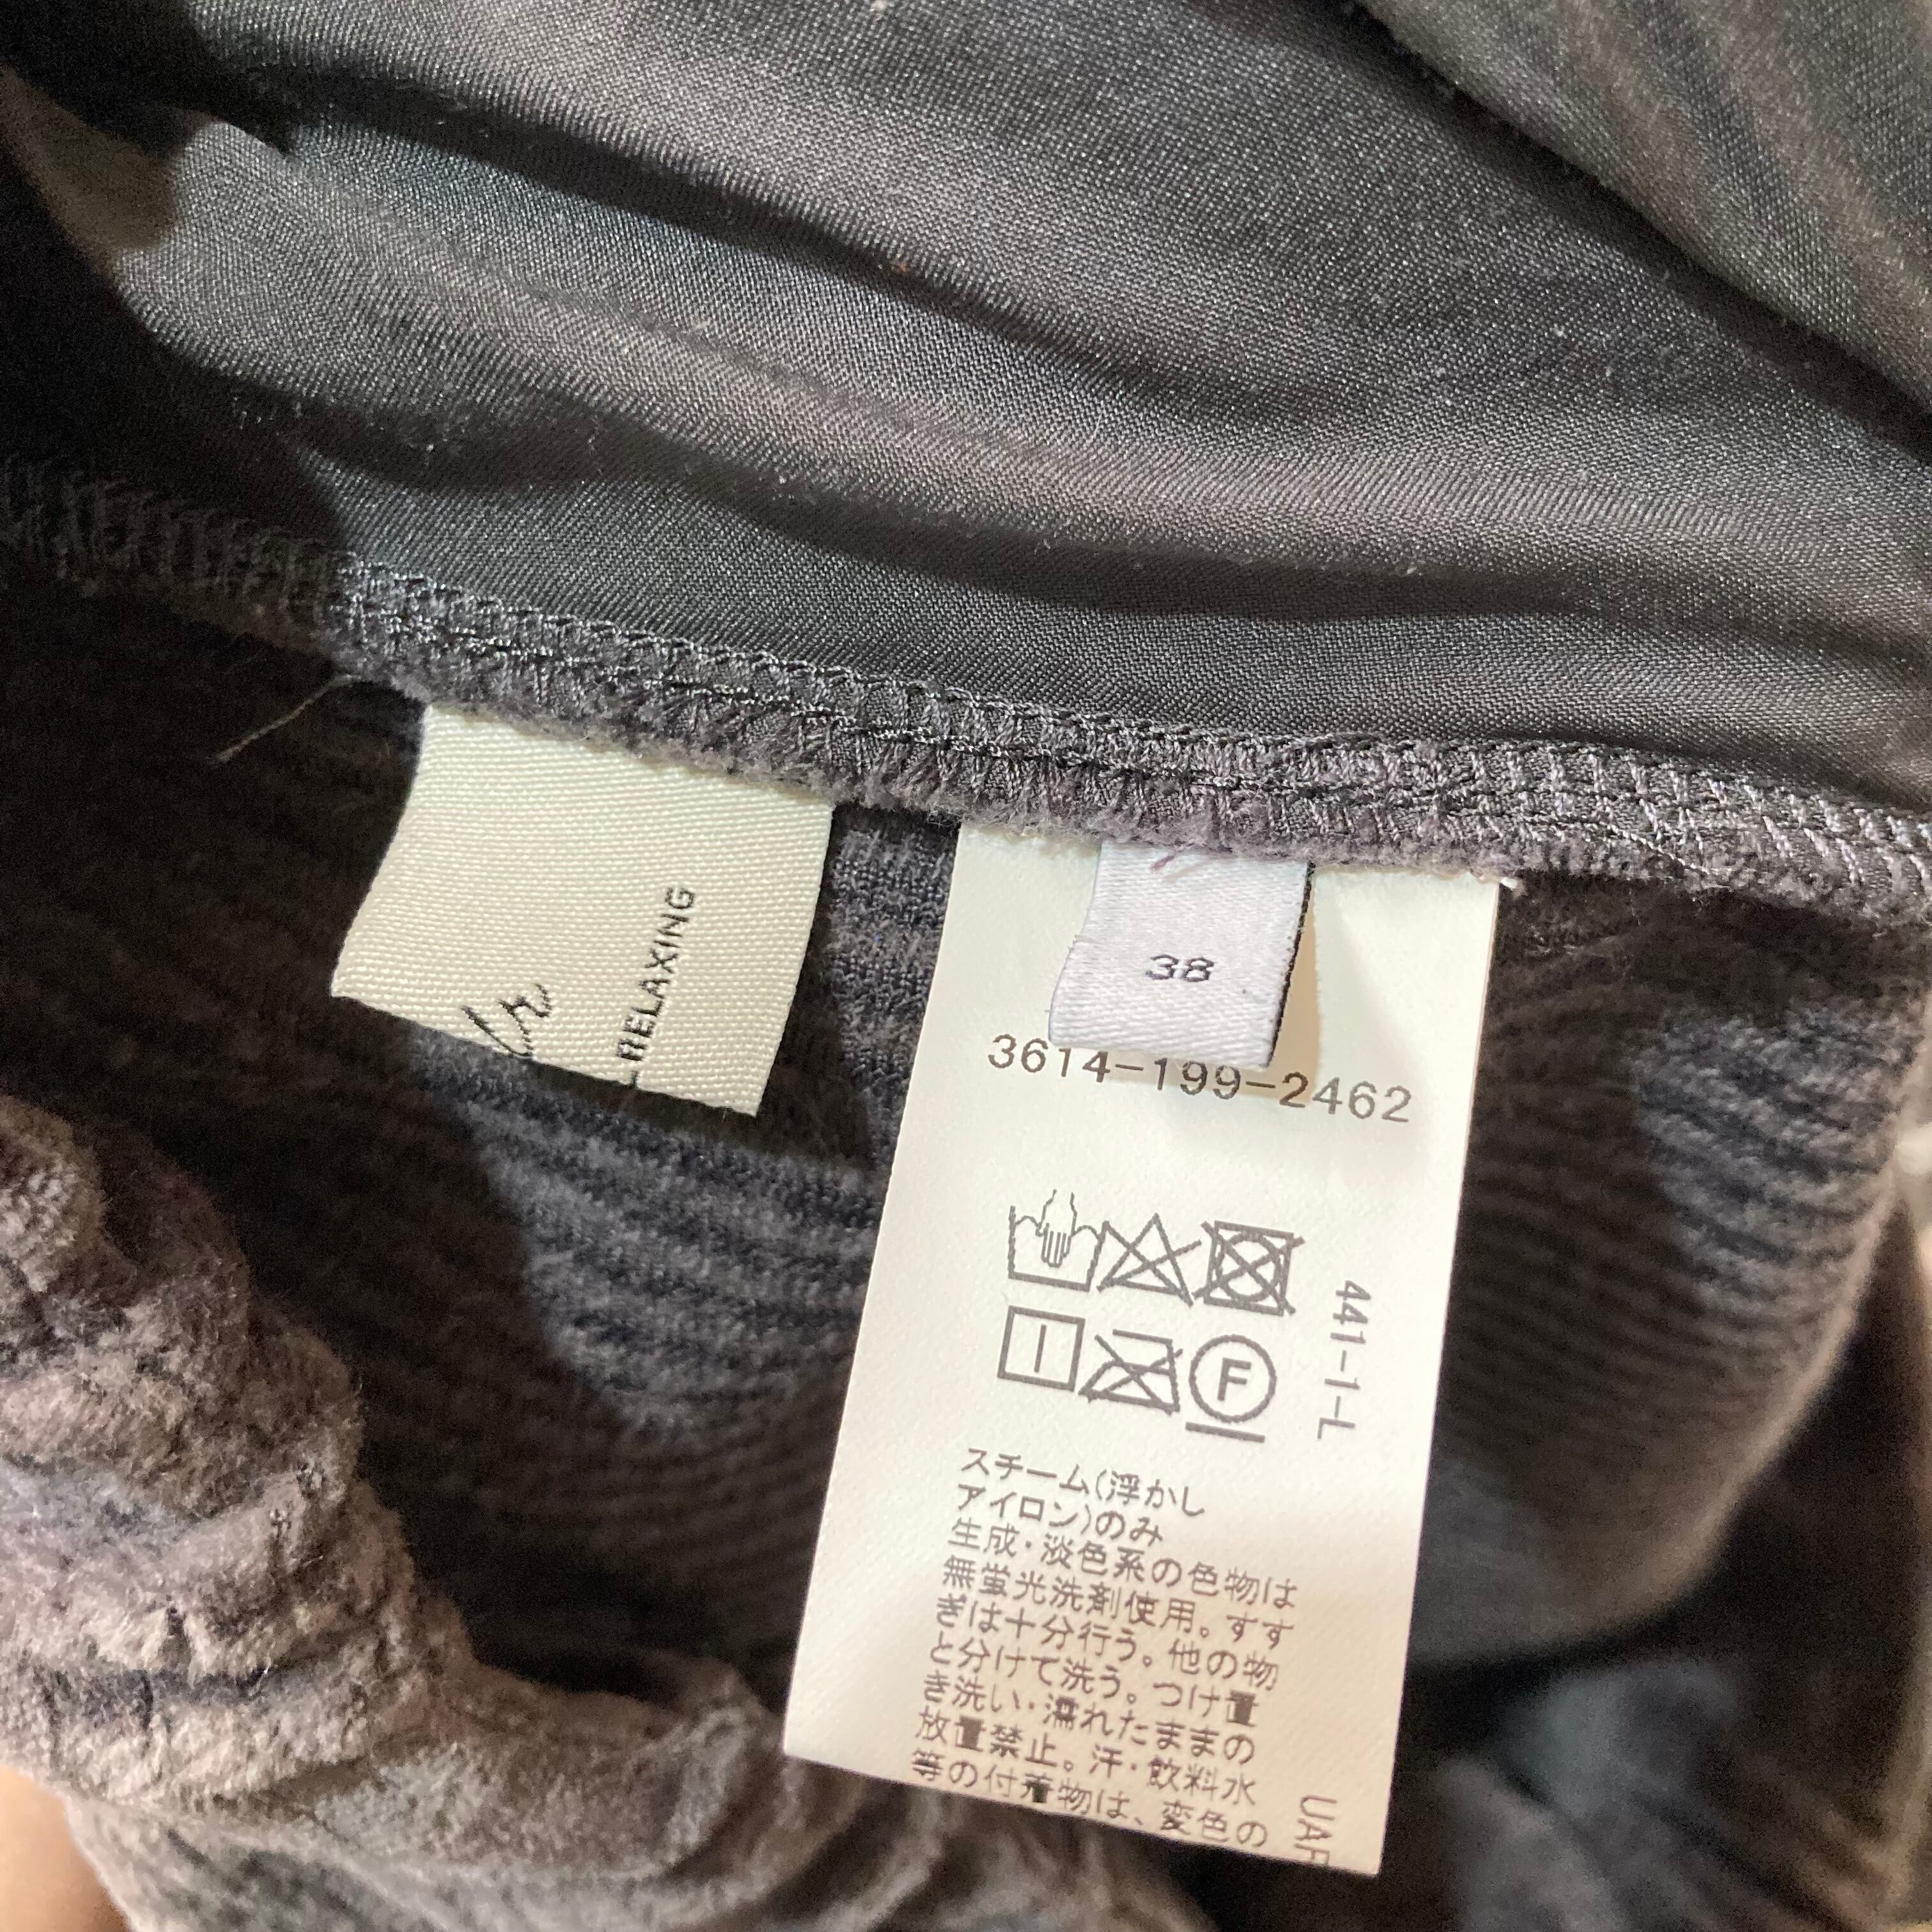 RELAXING
38
3614-199-2462
F
441-1-L
スチーム(浮かし
アイロン)のみ
生成・淡色系の色物は
無蛍光洗剤使用。すす
ぎは十分行う。他の物
と分けて洗う。つけ置
き洗い・濡れたままの
放置禁止。汗・飲料水
等の付着物は、変色の
UAF